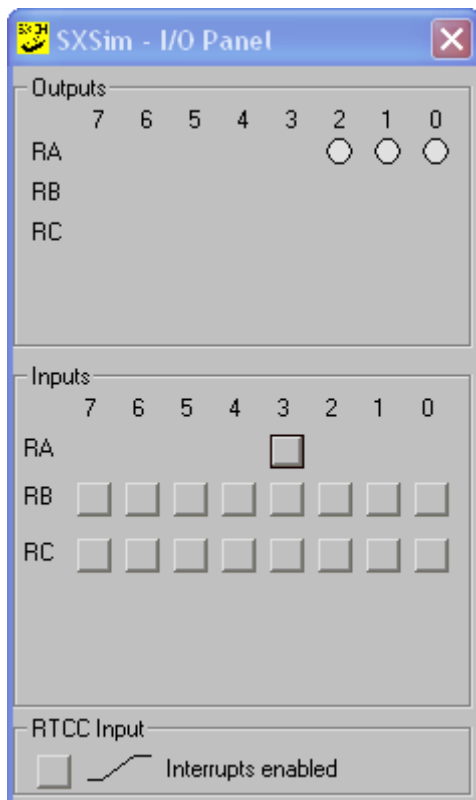 SXSim - I/O Panel
Outputs
7 6 5 4 3 2 1 0
RA
RB
RC
Inputs
7 6 5 4 3 2 1 0
RA
RB
RC
RTCC Input
Interrupts enabled